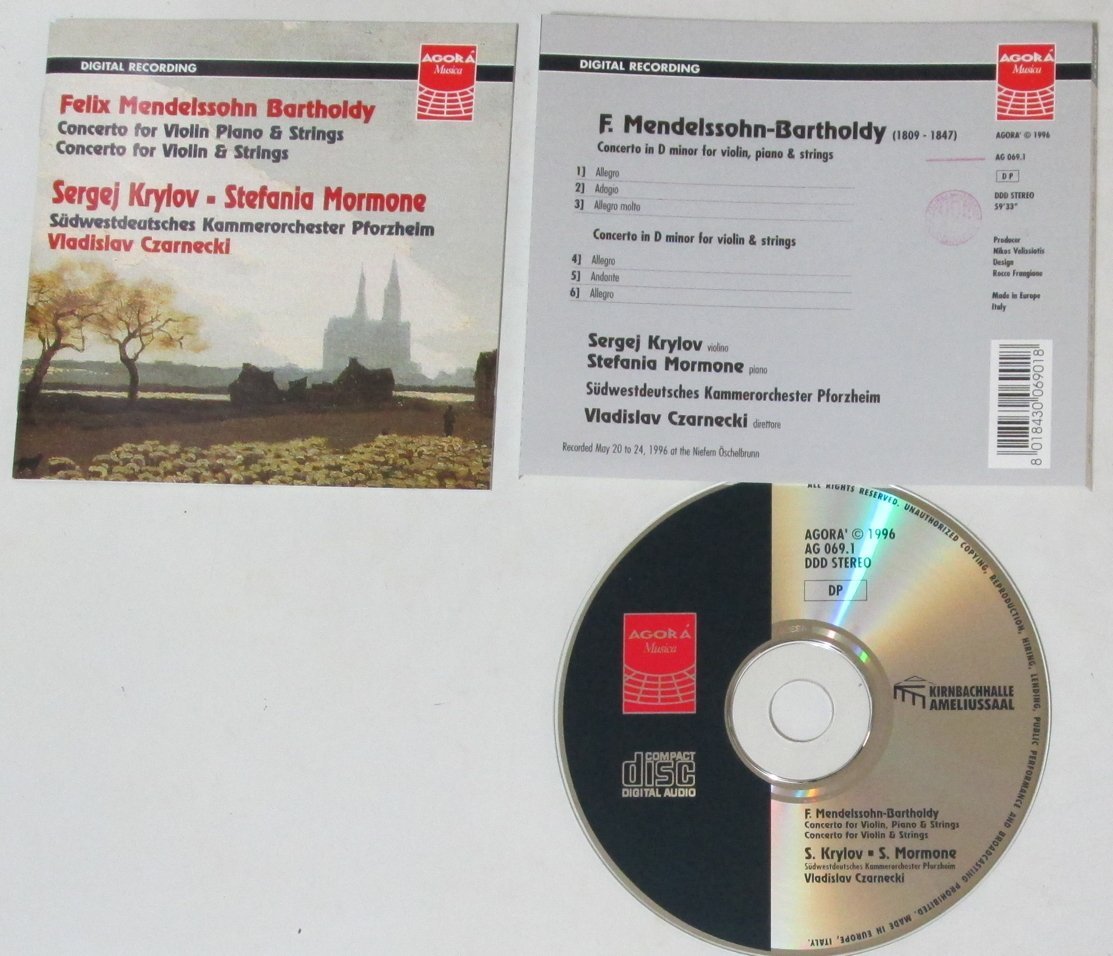 DIGITAL RECORDING
AGORÁ
Musica
Felix Mendelssohn Bartholdy
Concerto for Violin Piano & Strings
Concerto for Violin & Strings
Sergej Krylov - Stefania Mormone
Südwestdeutsches Kammerorchester Pforzheim
Vladislav Czarnecki
DIGITAL RECORDING
AGORÁ
Musica
F. Mendelssohn-Bartholdy (1809 - 1847)
Concerto in D minor for violin, piano & strings
1] Allegro
2] Adagio
3] Allegro molto
Concerto in D minor for violin & strings
4] Allegro
5] Andante
6] Allegro
Sergej Krylov violino
Stefania Mormone piano
Südwestdeutsches Kammerorchester Pforzheim
Vladislav Czarnecki direttore
Recorded May 20 to 24, 1996 at the Niefern Öschelbrunn
AGORA' © 1996
AG 069.1
DP
DDD STEREO
59'33"
Producer
Nikos Velissiotis
Design
Rocco Frangione
Made in Europe
Italy
8 018430 069018
ALL RIGHTS RESERVED. UNAUTHORIZED COPYING, REPRODUCTION, HIRING, LENDING, PUBLIC PERFORMANCE AND BROADCASTING PROHIBITED. MADE IN EUROPE, ITALY.
AGORA' © 1996
AG 069.1
DDD STEREO
DP
AGORÁ
Musica
KIRNBACHHALLE
AMELIUSSAAL
COMPACT
disc
DIGITAL AUDIO
F. Mendelssohn-Bartholdy
Concerto for Violin, Piano & Strings
Concerto for Violin & Strings
S. Krylov ▪ S. Mormone
Südwestdeutsches Kammerorchester Pforzheim
Vladislav Czarnecki